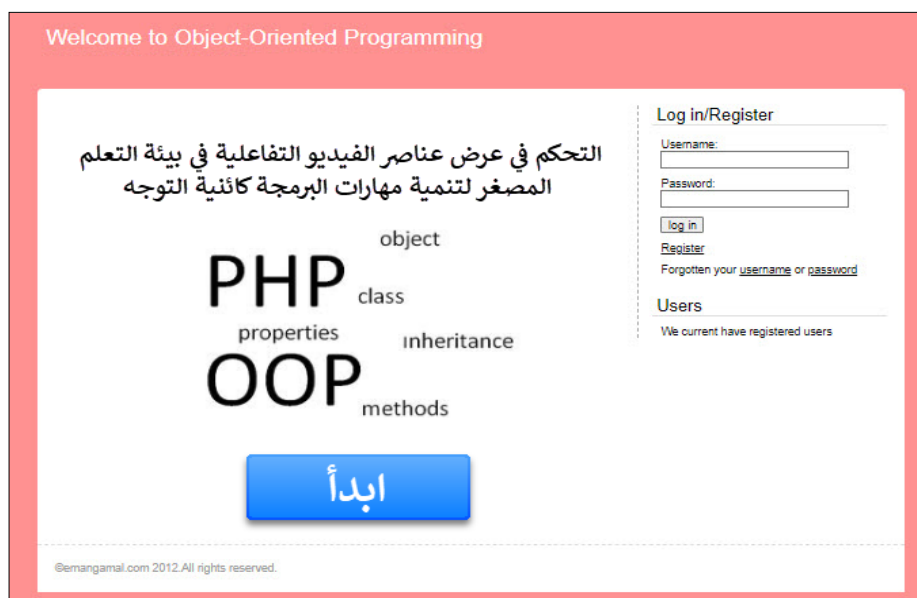 Welcome to Object-Oriented Programming
التحكم في عرض عناصر الفيديو التفاعلية في بيئة التعلم
المصغر لتنمية مهارات البرمجة كائنية التوجه
object
PHP
class
properties
inheritance
OOP
methods
ابدأ
Log in/Register
Username:
Password:
log in
Register
Forgotten your username or password
Users
We current have registered users
©emangamal.com 2012.All rights reserved.